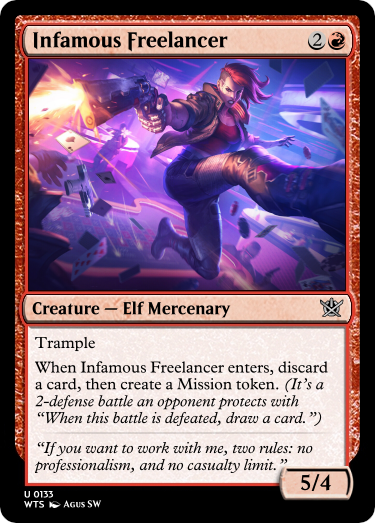 Infamous Freelancer 2
Creature — Elf Mercenary
Trample
When Infamous Freelancer enters, discard
a card, then create a Mission token. (It's a
2-defense battle an opponent protects with
“When this battle is defeated, draw a card.”)
“If you want to work with me, two rules: no
professionalism, and no casualty limit.”
5/4
U 0133
WTS Agus SW